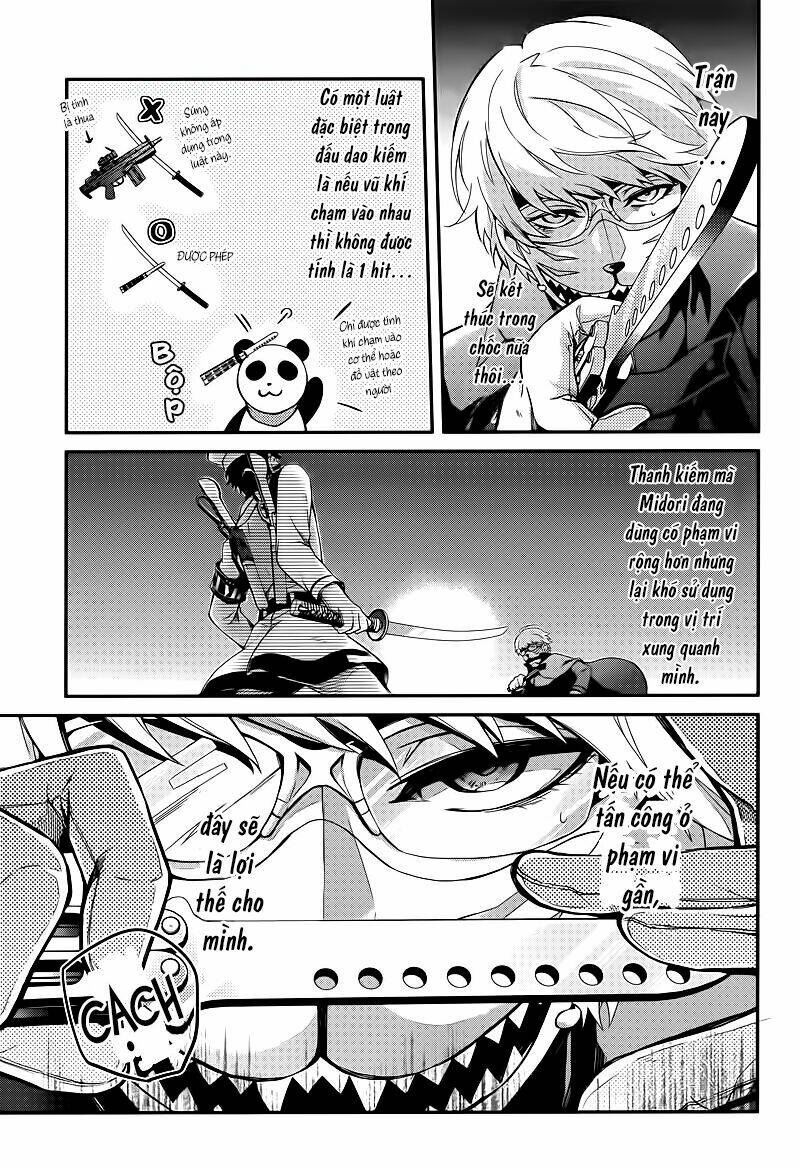 Trận
này
...
Sẽ kết
thúc trong
chốc nữa
thôi...
Có một luật
đặc biệt trong
đấu dao kiếm
là nếu vũ khí
chạm vào nhau
thì không được
tính là 1 hit...
Bị tính
là thua
Súng
không áp
dụng trong
luật này.
ĐƯỢC PHÉP
Chỉ được tính
khi chạm vào
cơ thể hoặc
đồ vật theo
người
BỘP
Thanh kiếm mà
Midori đang
dùng có phạm vi
rộng hơn nhưng
lại khó sử dụng
trong vị trí
xung quanh
mình.
Nếu có thể
tấn công ở
phạm vi
gần,
đấy sẽ
là lợi
thế cho
mình.
CẠCH